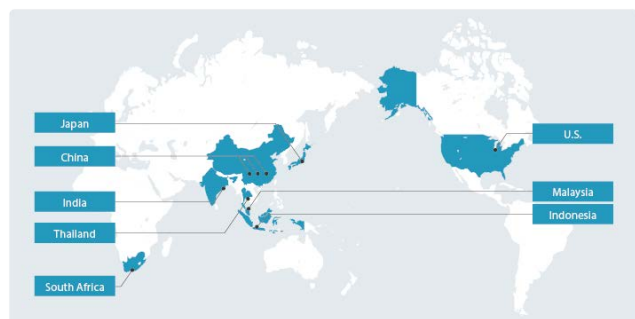 Japan
China
India
Thailand
South Africa
U.S.
Malaysia
Indonesia